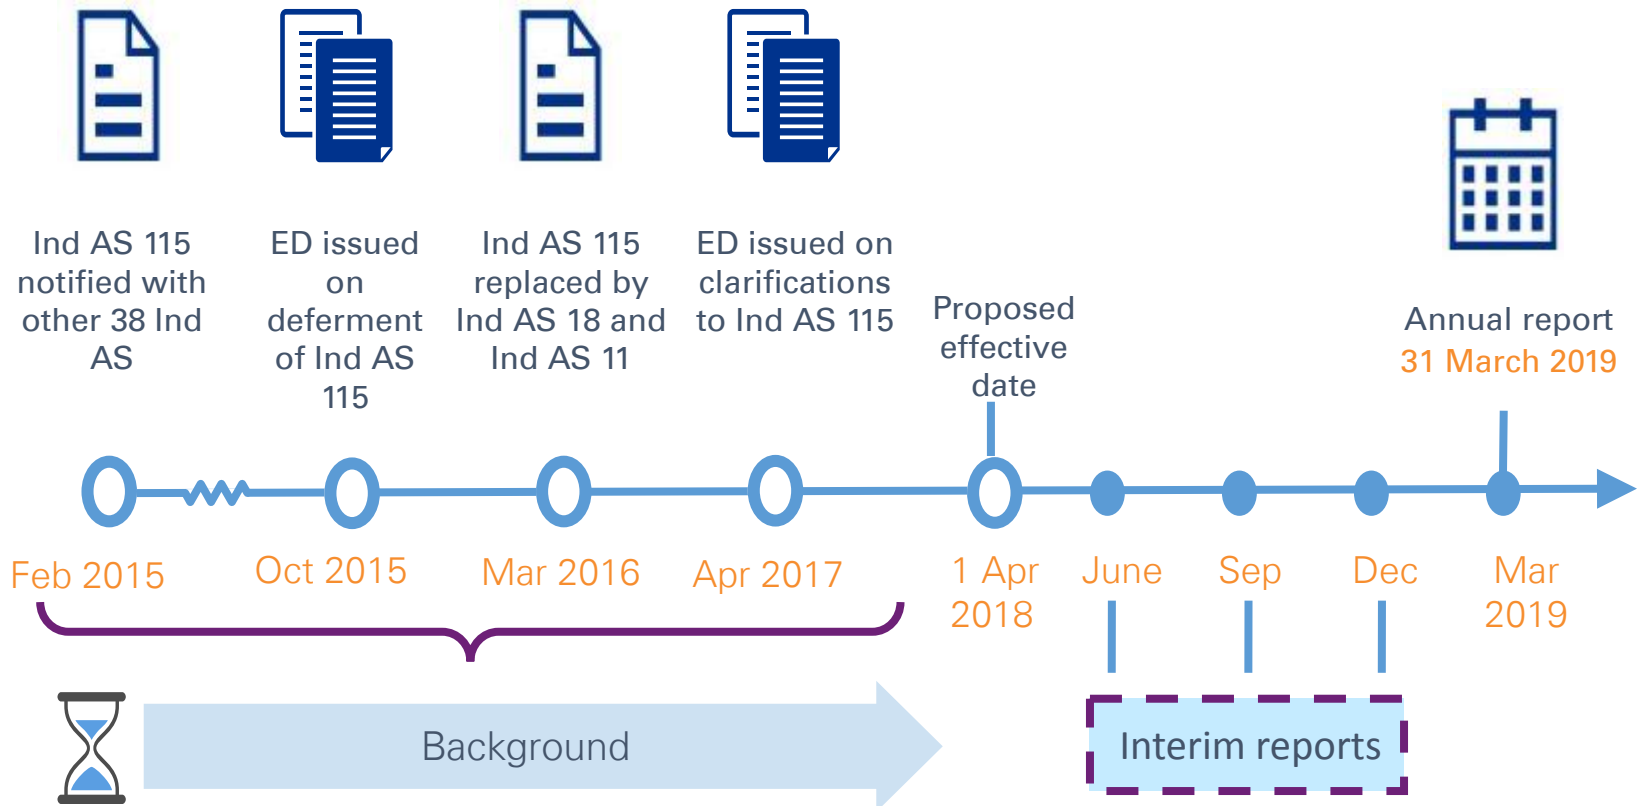 Ind AS 115
notified with
other 38 Ind
AS
ED issued
on
deferment
of Ind AS
115
Ind AS 115
replaced by
Ind AS 18 and
Ind AS 11
ED issued on
clarifications
to Ind AS 115
Proposed
effective
date
Annual report
31 March 2019
Feb 2015
Oct 2015
Mar 2016
Apr 2017
1 Apr
2018
June
Sep
Dec
Mar
2019
Background
Interim reports